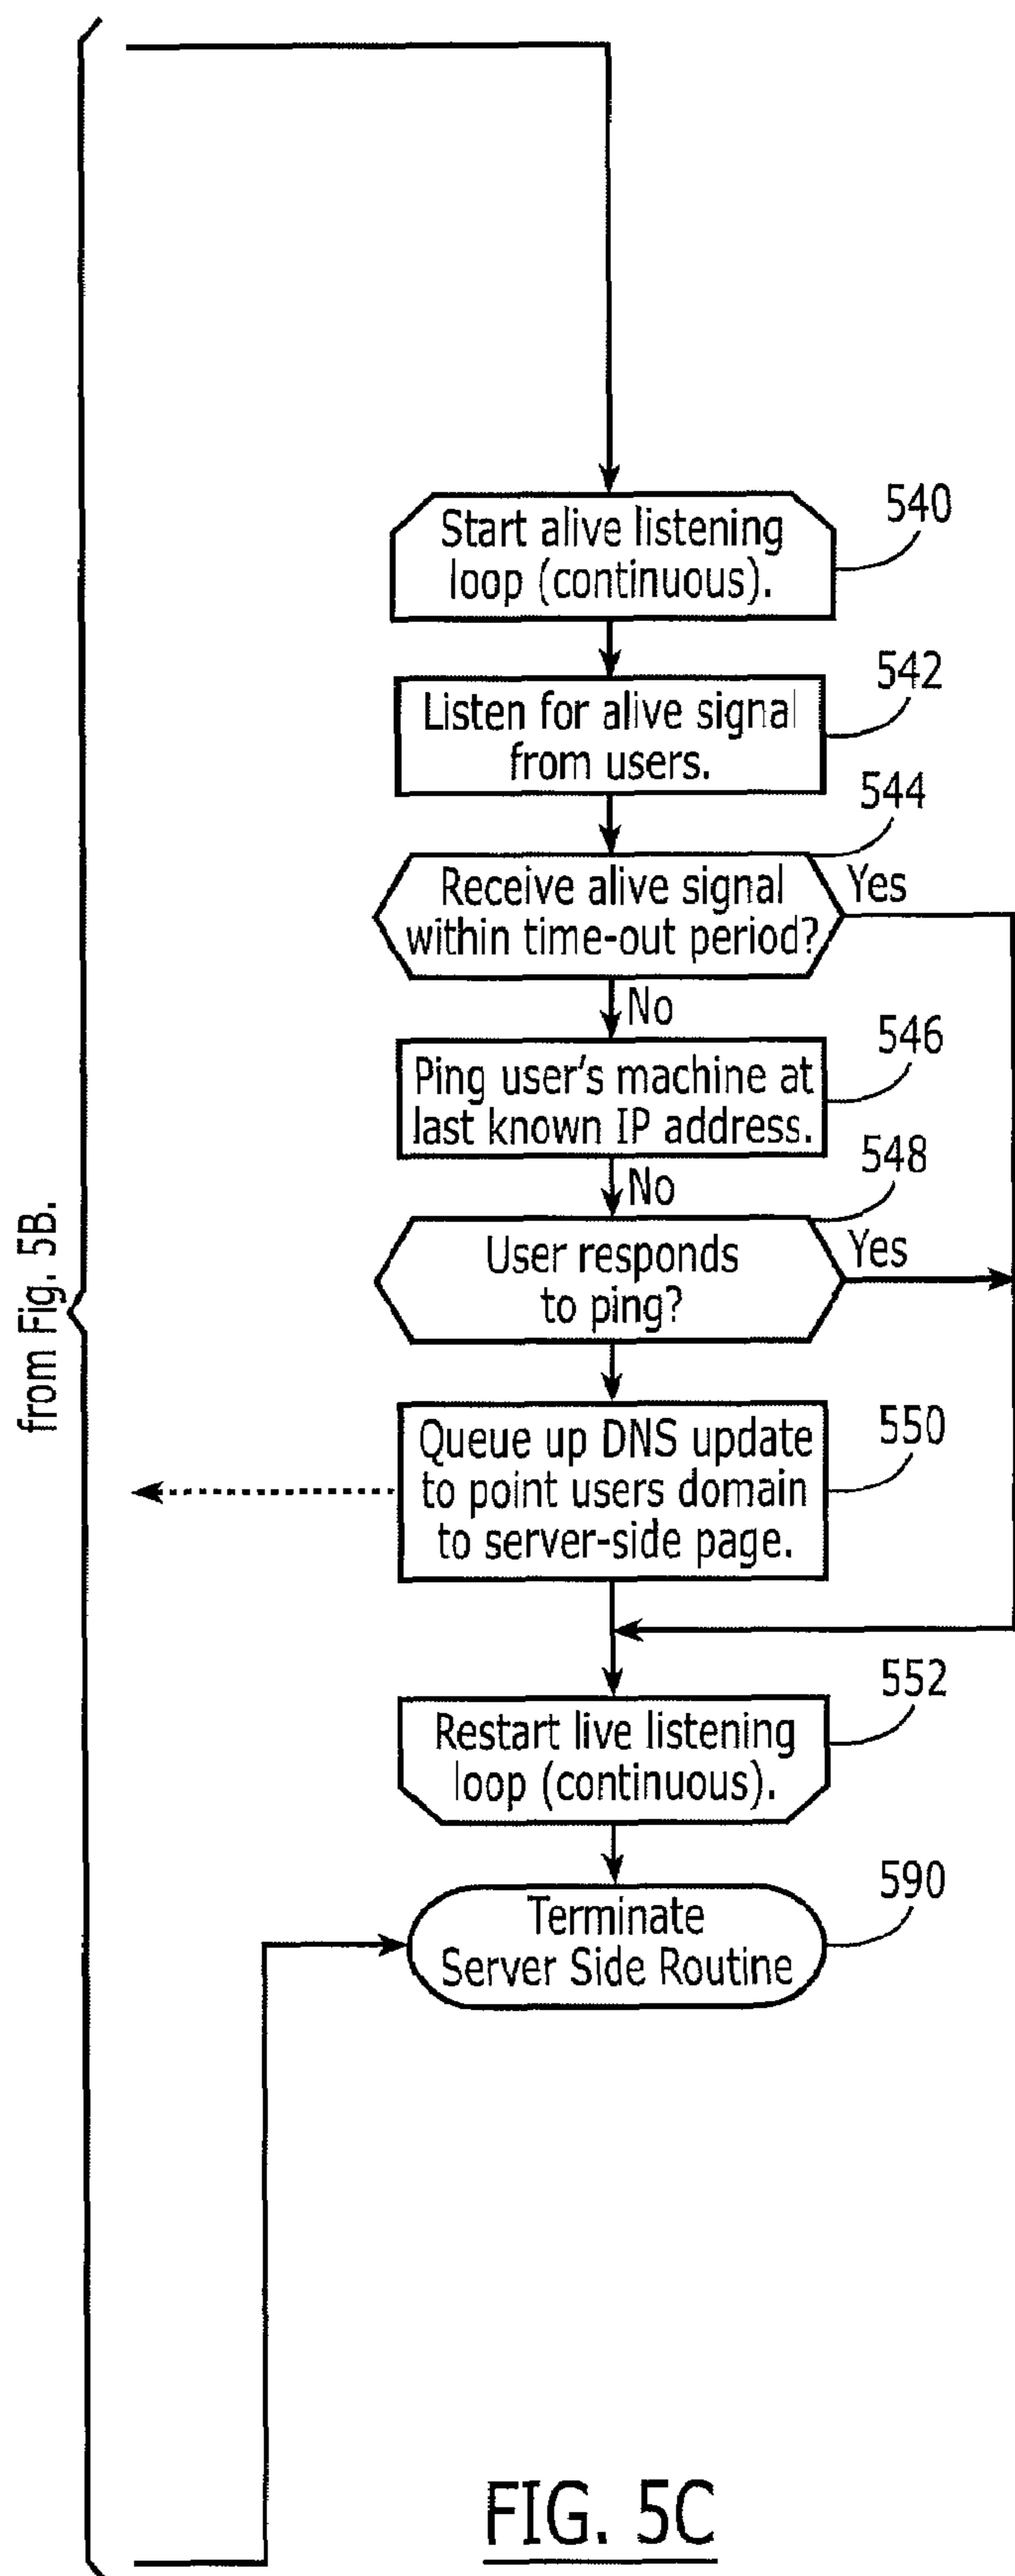 540
Start alive listening
loop (continuous).
542
Listen for alive signal
from users.
544
Receive alive signal
within time-out period?
Yes
No
546
Ping user's machine at
last known IP address.
548
No
User responds
to ping?
Yes
from Fig. 5B.
550
Queue up DNS update
to point users domain
to server-side page.
552
Restart live listening
loop (continuous).
590
Terminate
Server Side Routine
FIG. 5C